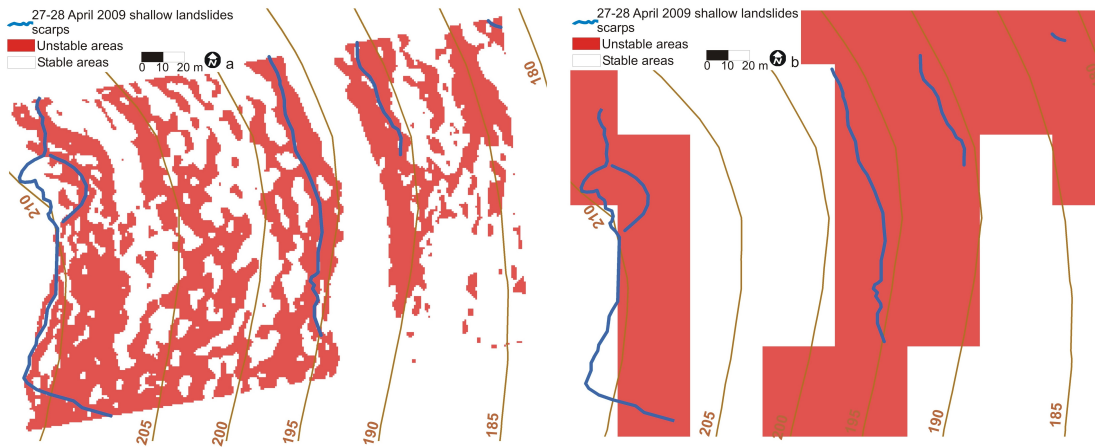 27-28 April 2009 shallow landslides
scarps
Unstable areas
Stable areas
0 10 20 m
N
a
180
210
205
200
195
190
185
27-28 April 2009 shallow landslides
scarps
Unstable areas
Stable areas
0 10 20 m
N
b
210
205
190
185